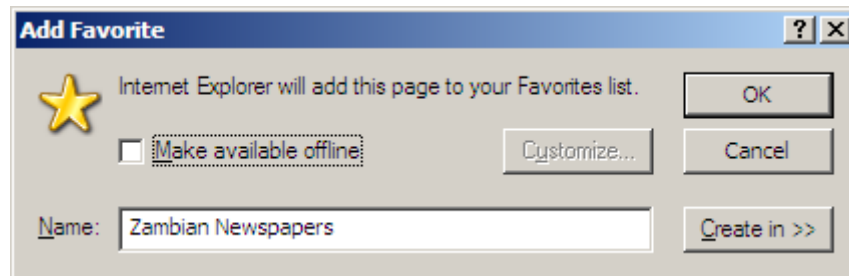 Add Favorite
Internet Explorer will add this page to your Favorites list.
OK
Make available offline
Customize...
Cancel
Name:
Zambian Newspapers
Create in >>